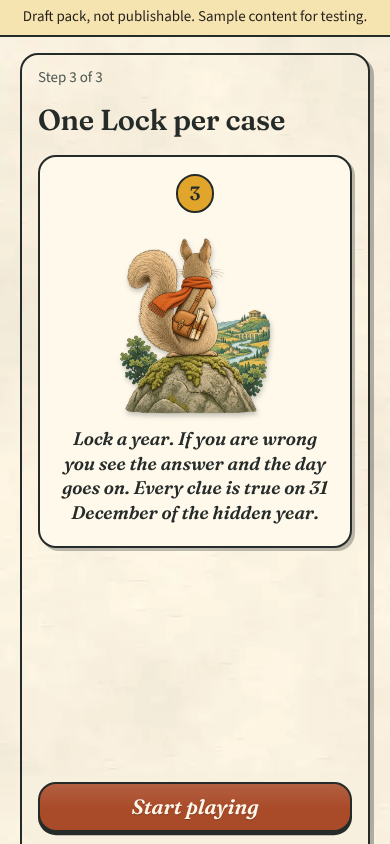 Draft pack, not publishable. Sample content for testing.
Step 3 of 3
One Lock per case
3
Lock a year. If you are wrong
you see the answer and the day
goes on. Every clue is true on 31
December of the hidden year.
Start playing